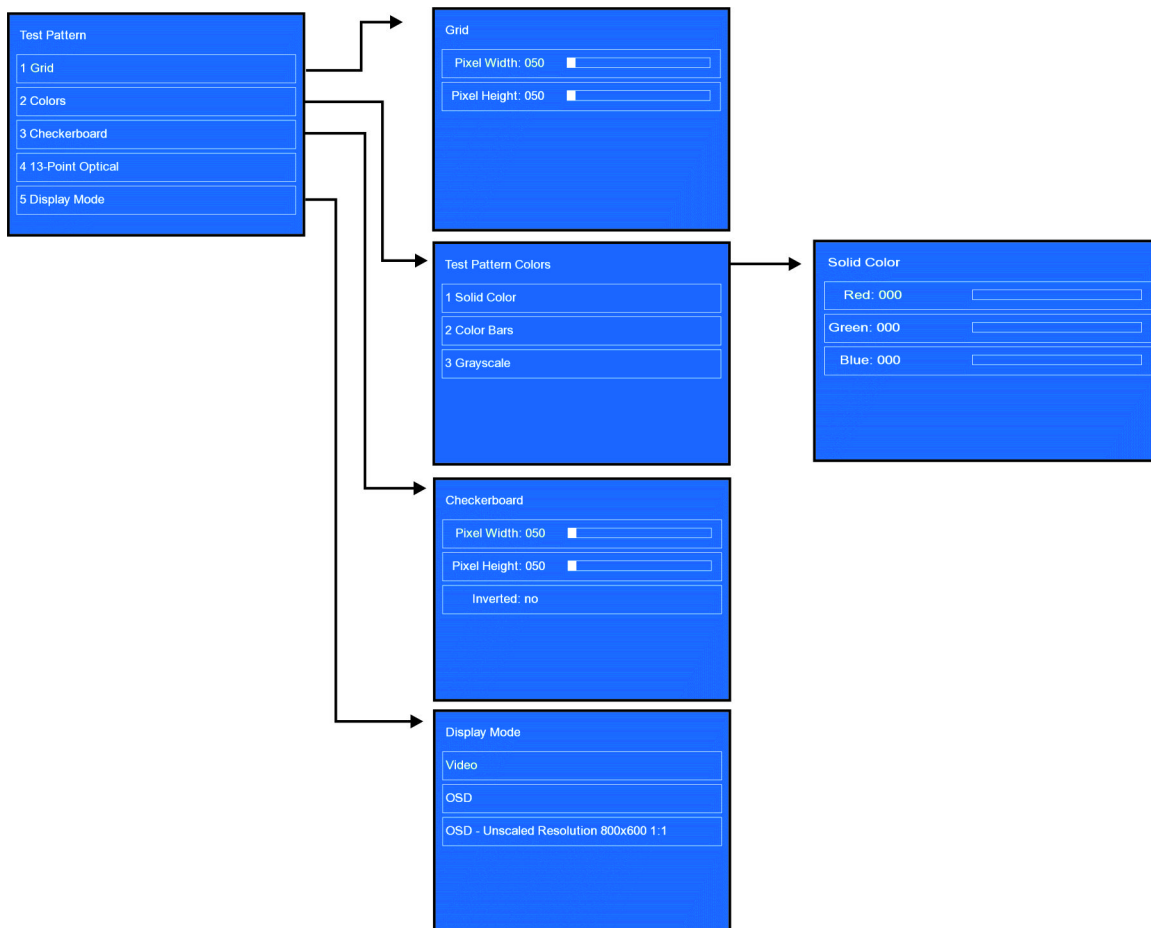 Test Pattern
1 Grid
2 Colors
3 Checkerboard
4 13-Point Optical
5 Display Mode
Grid
Pixel Width: 050
Pixel Height: 050
Test Pattern Colors
1 Solid Color
2 Color Bars
3 Grayscale
Solid Color
Red: 000
Green: 000
Blue: 000
Checkerboard
Pixel Width: 050
Pixel Height: 050
Inverted: no
Display Mode
Video
OSD
OSD - Unscaled Resolution 800x600 1:1